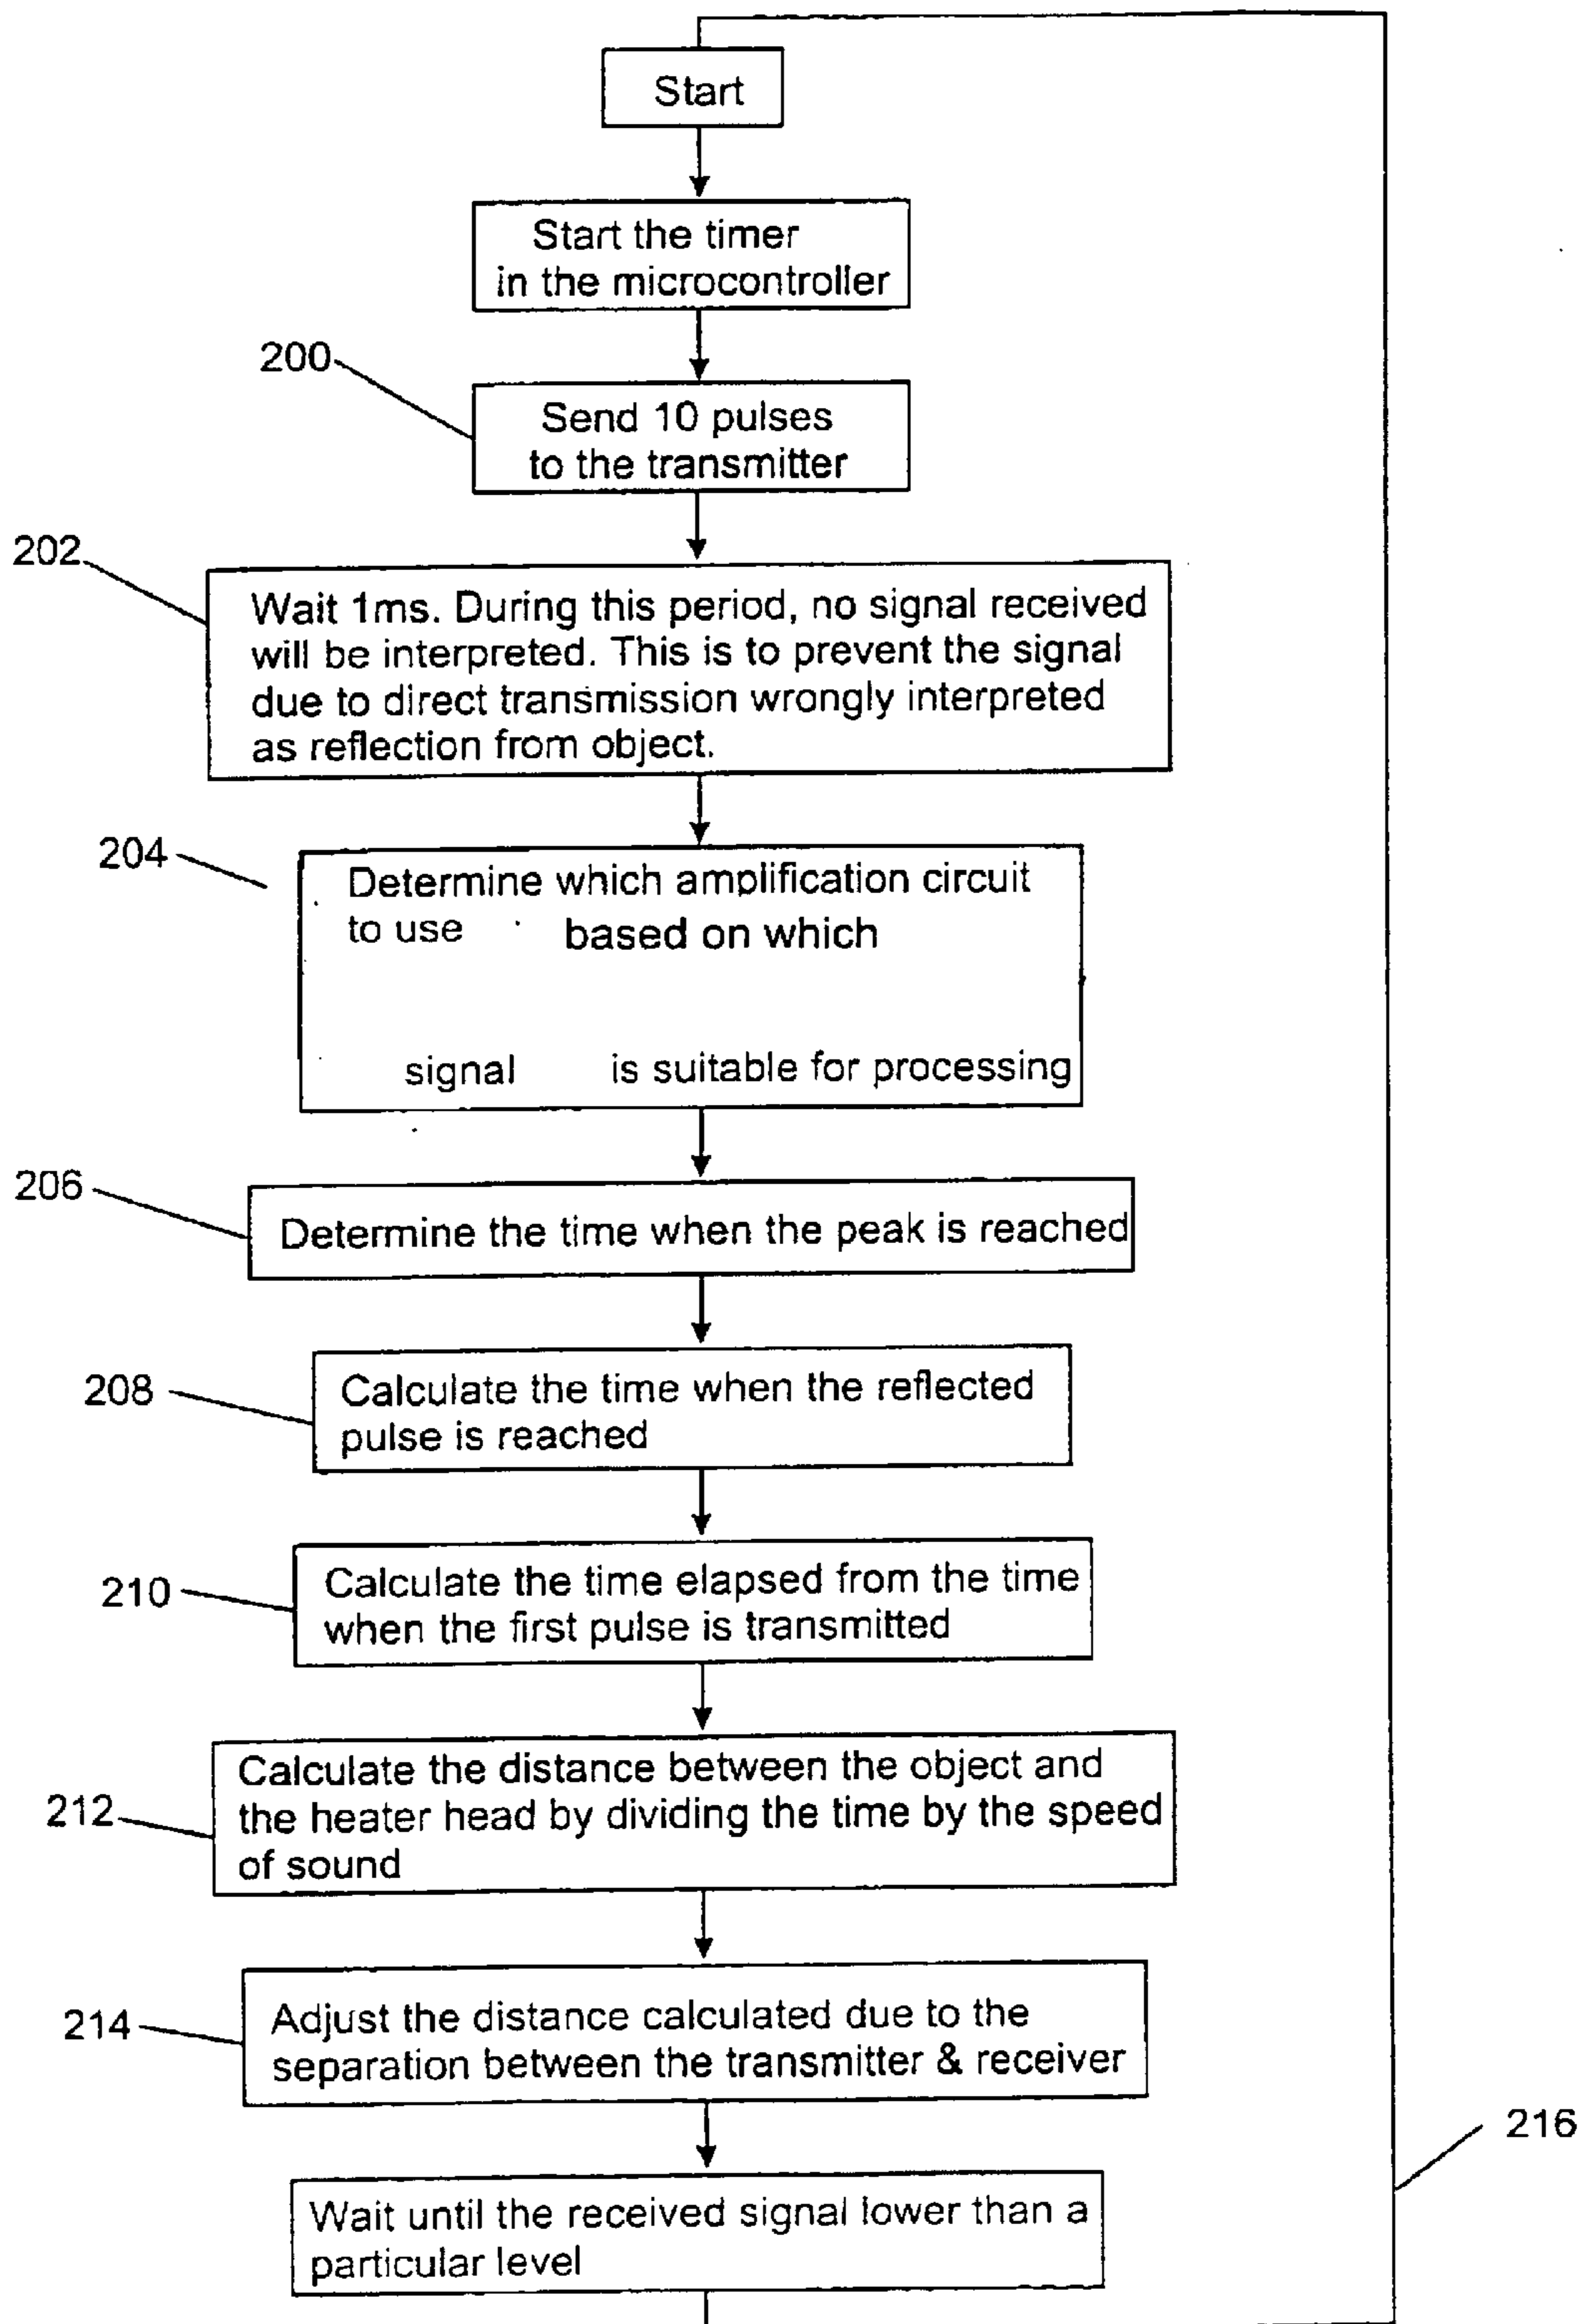 Start
Start the timer
in the microcontroller
200
Send 10 pulses
to the transmitter
202
Wait 1ms. During this period, no signal received
will be interpreted. This is to prevent the signal
due to direct transmission wrongly interpreted
as reflection from object.
204
Determine which amplification circuit
to use based on which
signal is suitable for processing
206
Determine the time when the peak is reached
208
Calculate the time when the reflected
pulse is reached
210
Calculate the time elapsed from the time
when the first pulse is transmitted
212
Calculate the distance between the object and
the heater head by dividing the time by the speed
of sound
214
Adjust the distance calculated due to the
separation between the transmitter & receiver
216
Wait until the received signal lower than a
particular level